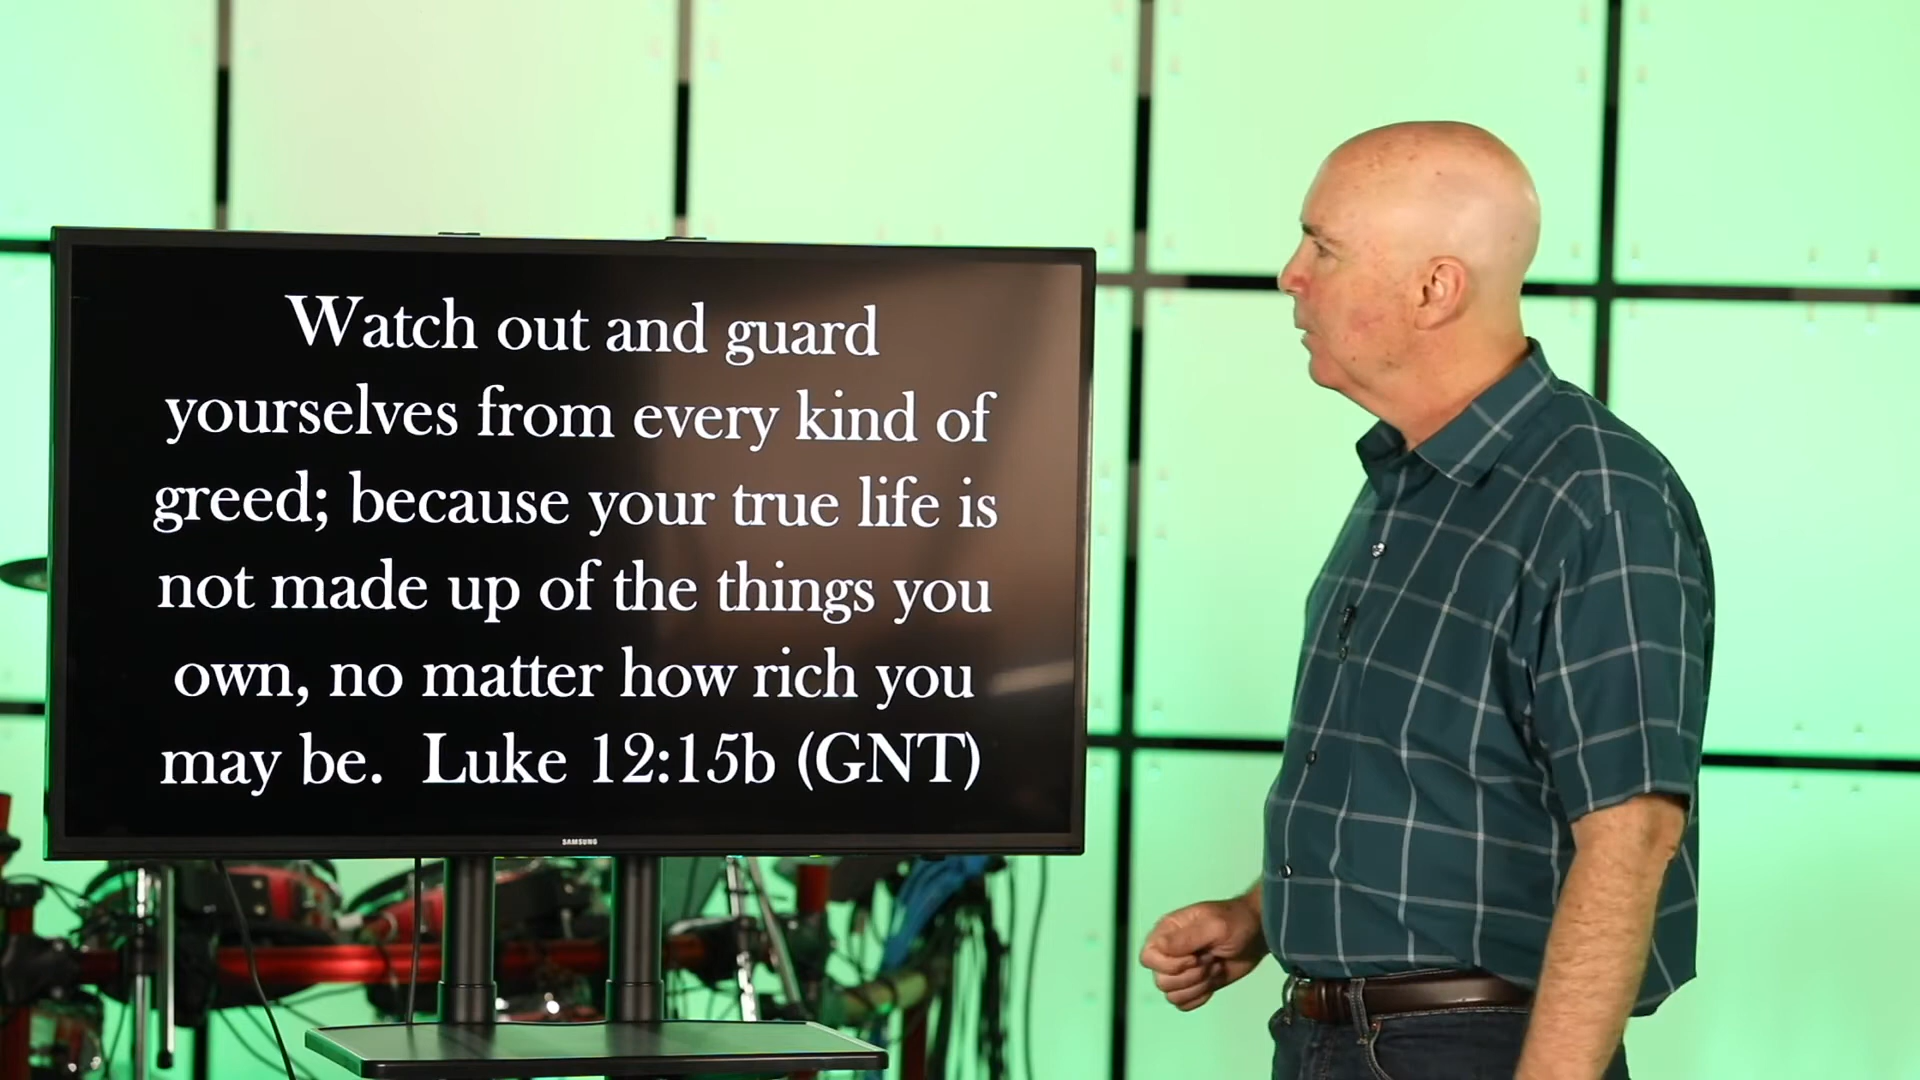 Watch out and guard
yourselves from every kind of
greed; because your true life is
not made up of the things you
own, no matter how rich you
may be.  Luke 12:15b (GNT)
SAMSUNG